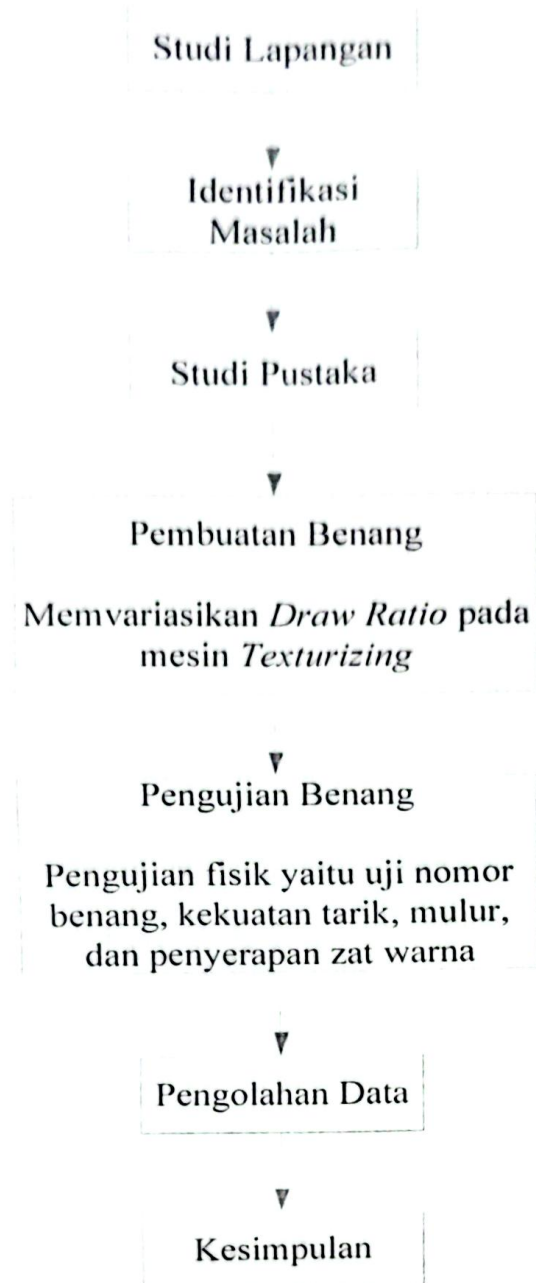 Studi Lapangan
Identifikasi
Masalah
Studi Pustaka
Pembuatan Benang
Memvariasikan Draw Ratio pada
mesin Texturizing
Pengujian Benang
Pengujian fisik yaitu uji nomor
benang, kekuatan tarik, mulur,
dan penyerapan zat warna
Pengolahan Data
Kesimpulan